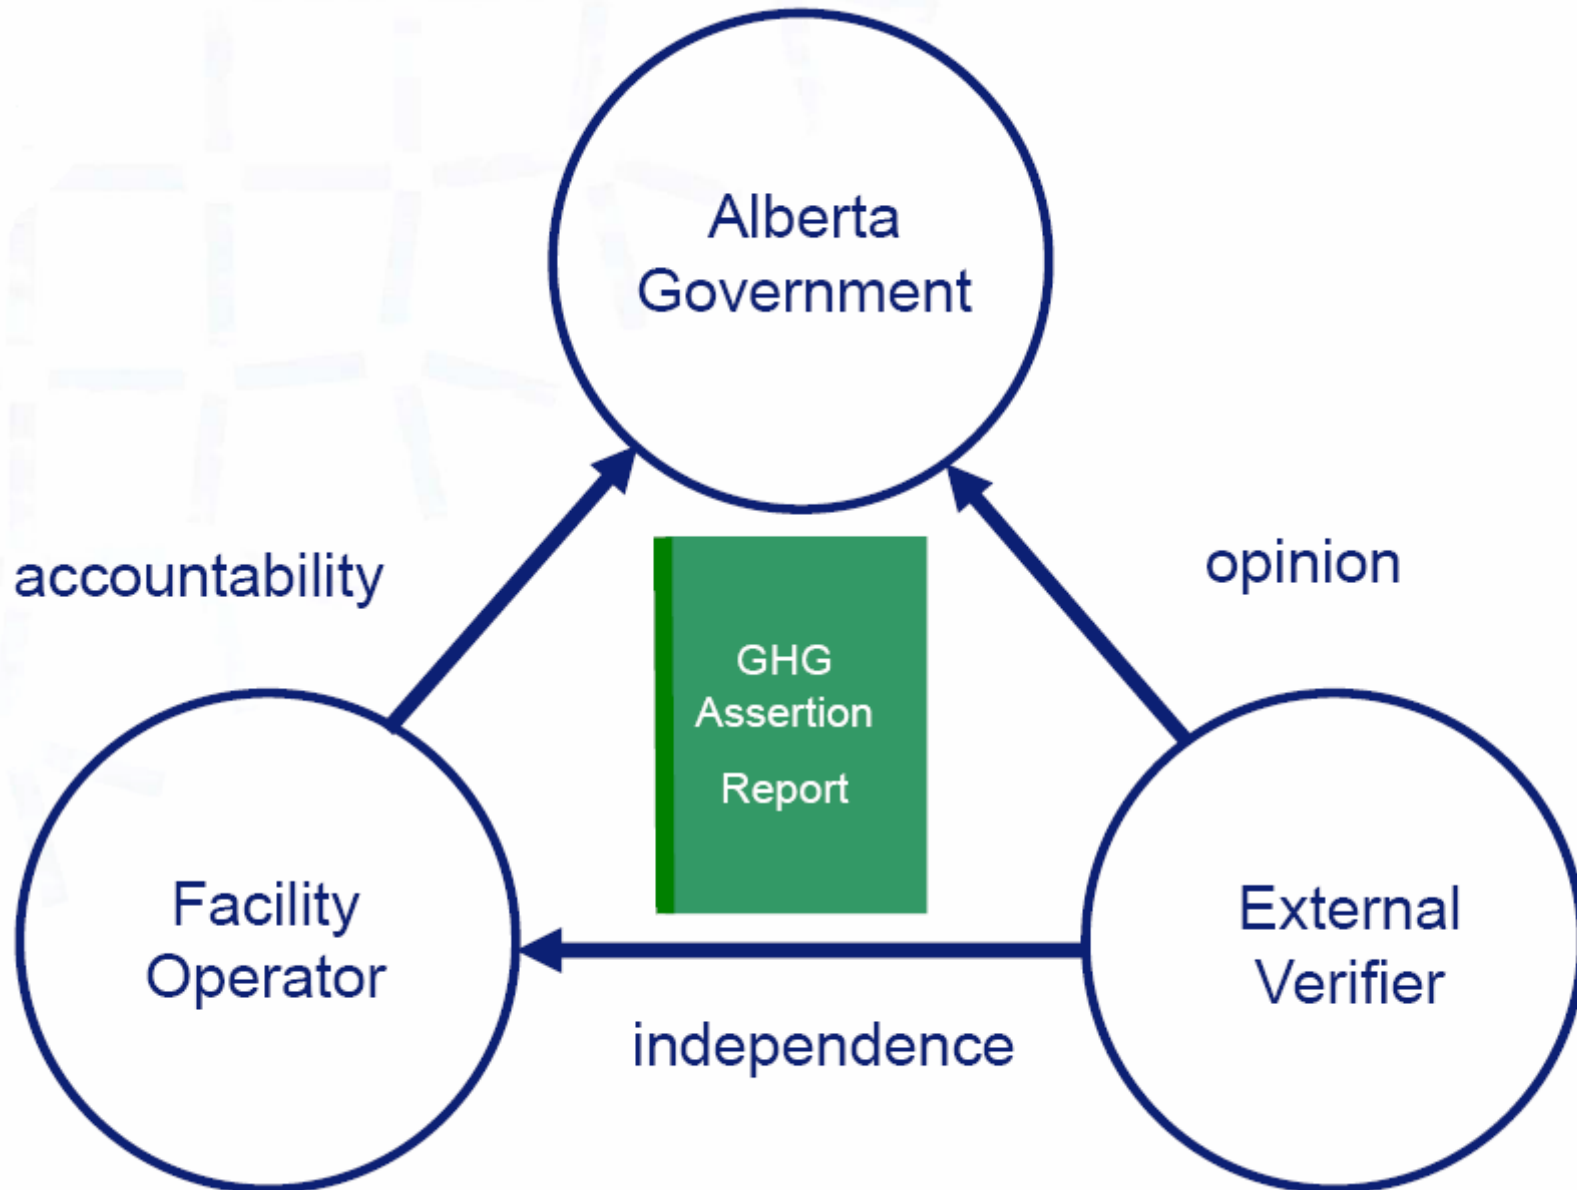 Alberta
Government
accountability
opinion
GHG
Assertion
Report
Facility
Operator
External
Verifier
independence